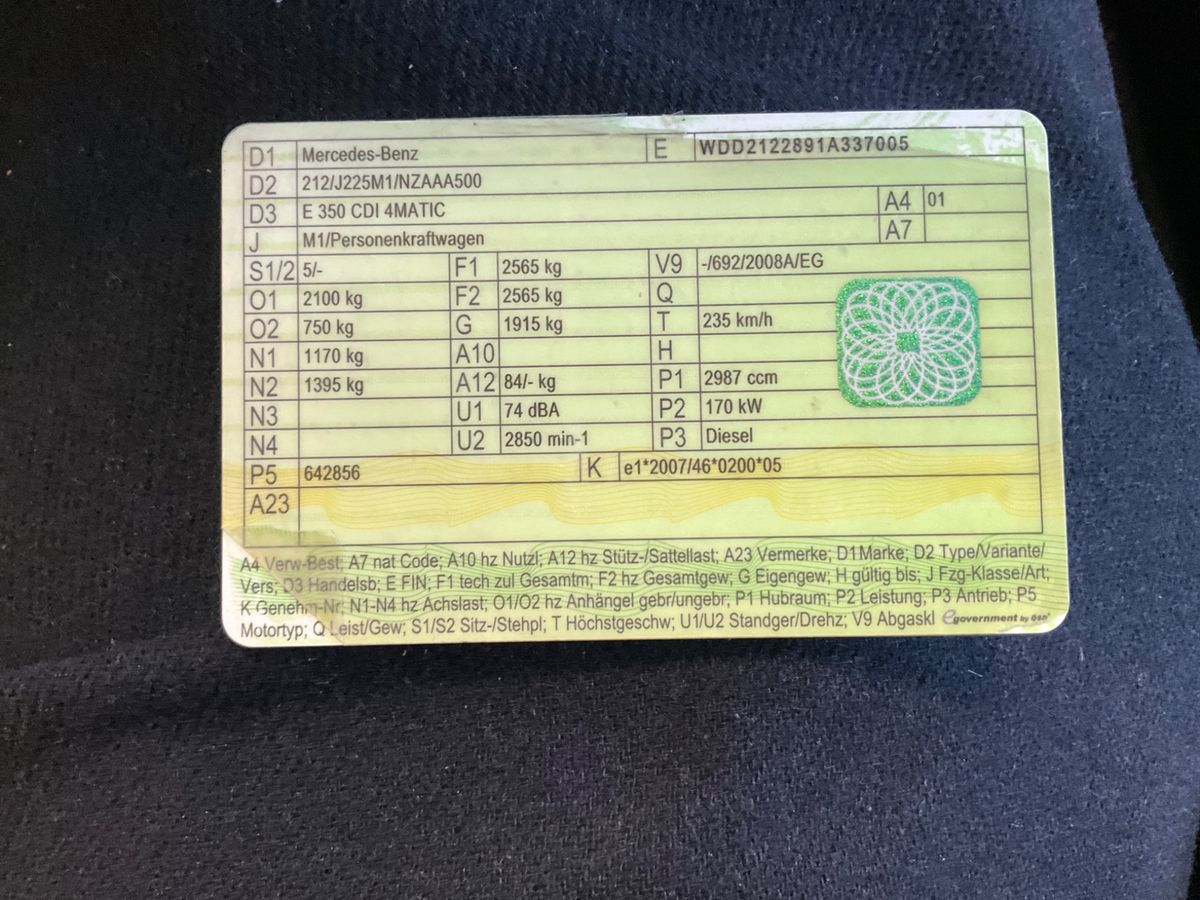 D1 Mercedes-Benz E WDD2122891A337005
D2 212/J225M1/NZAAA500
D3 E 350 CDI 4MATIC A4 01
J M1/Personenkraftwagen A7
S1/2 5/- F1 2565 kg V9 -/692/2008A/EG
O1 2100 kg F2 2565 kg Q
O2 750 kg G 1915 kg T 235 km/h
N1 1170 kg A10 H
N2 1395 kg A12 84/- kg P1 2987 ccm
N3 U1 74 dBA P2 170 kW
N4 U2 2850 min-1 P3 Diesel
P5 642856 K e1*2007/46*0200*05
A23
A4 Verw-Best; A7 nat Code; A10 hz Nutzl; A12 hz Stütz-/Sattellast; A23 Vermerke; D1 Marke; D2 Type/Variante/
Vers; D3 Handelsb; E FIN; F1 tech zul Gesamtm; F2 hz Gesamtgew; G Eigengew; H gültig bis; J Fzg-Klasse/Art;
K Genehm-Nr; N1-N4 hz Achslast; O1/O2 hz Anhängel gebr/ungebr; P1 Hubraum; P2 Leistung; P3 Antrieb; P5
Motortyp; Q Leist/Gew; S1/S2 Sitz-/Stehpl; T Höchstgeschw; U1/U2 Standger/Drehz; V9 Abgaskl egovernment by OSD